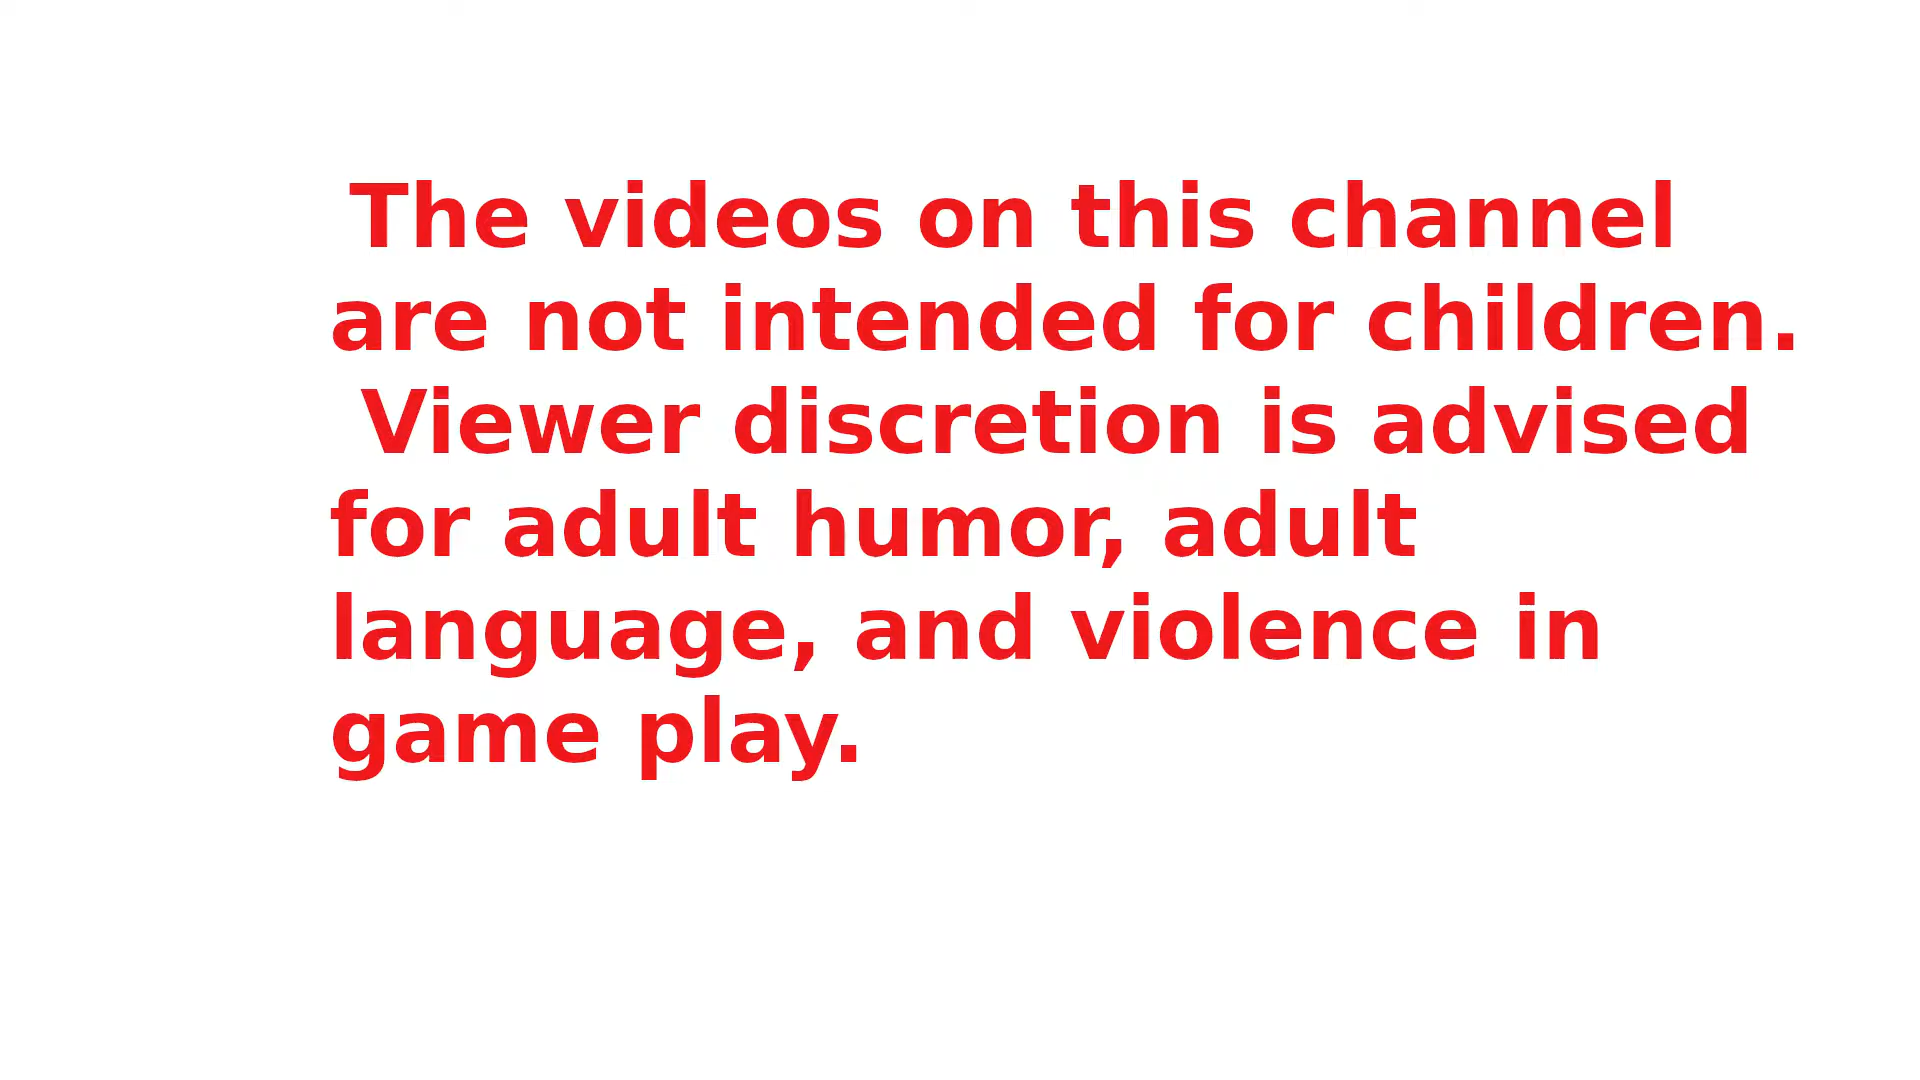 The videos on this channel
are not intended for children.
Viewer discretion is advised
for adult humor, adult
language, and violence in
game play.